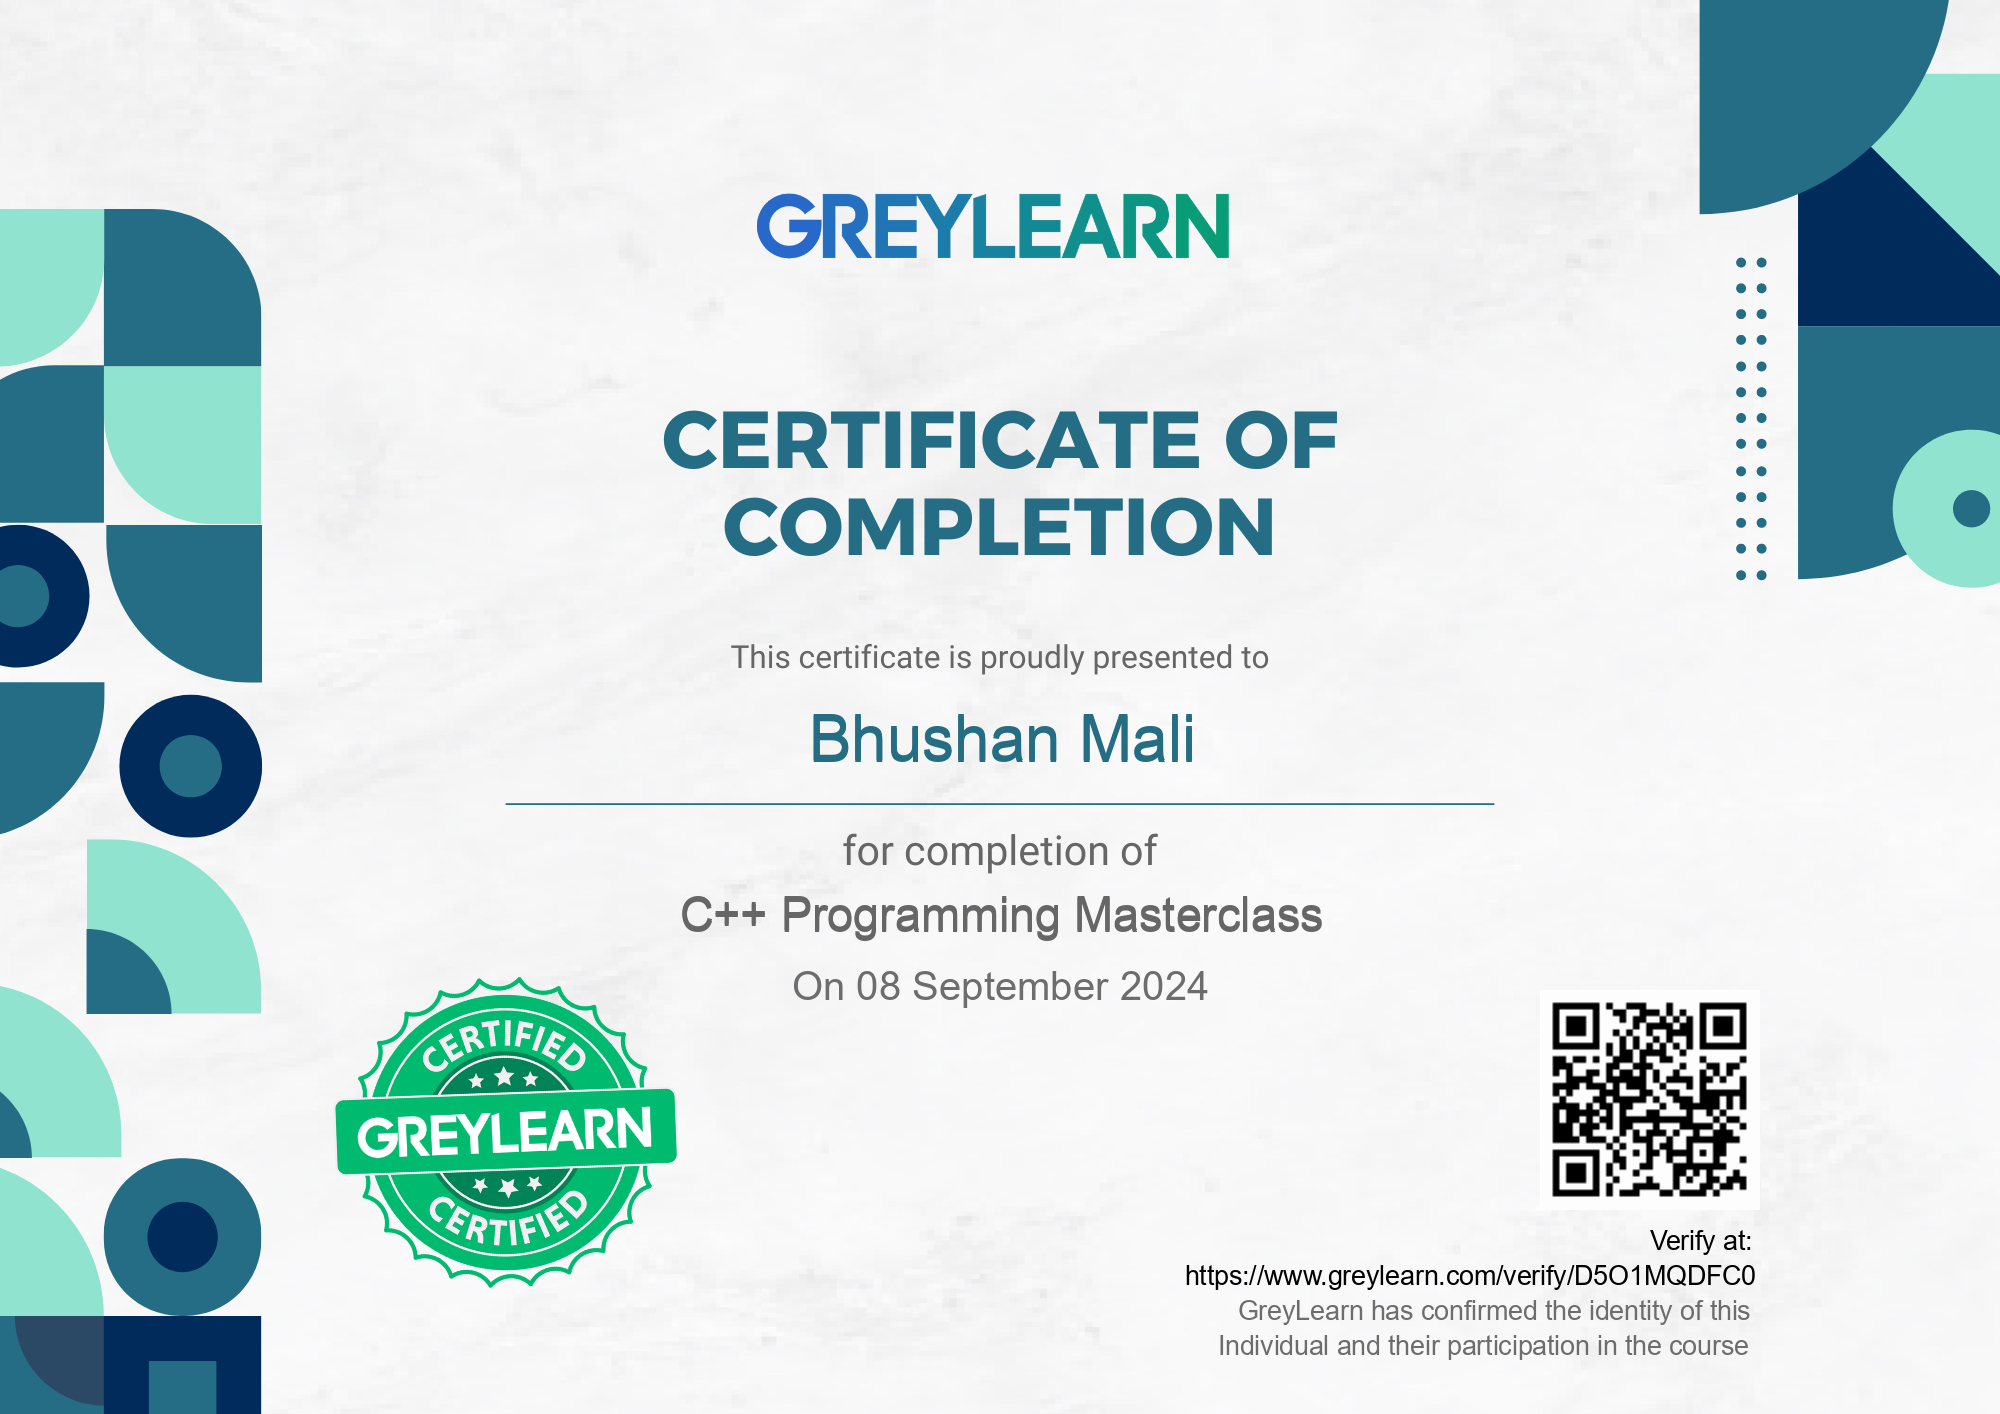 GREYLEARN
CERTIFICATE OF
COMPLETION
This certificate is proudly presented to
Bhushan Mali
for completion of
C++ Programming Masterclass
On 08 September 2024
CERTIFIED
GREYLEARN
CERTIFIED
Verify at:
https://www.greylearn.com/verify/D5O1MQDFC0
GreyLearn has confirmed the identity of this
Individual and their participation in the course